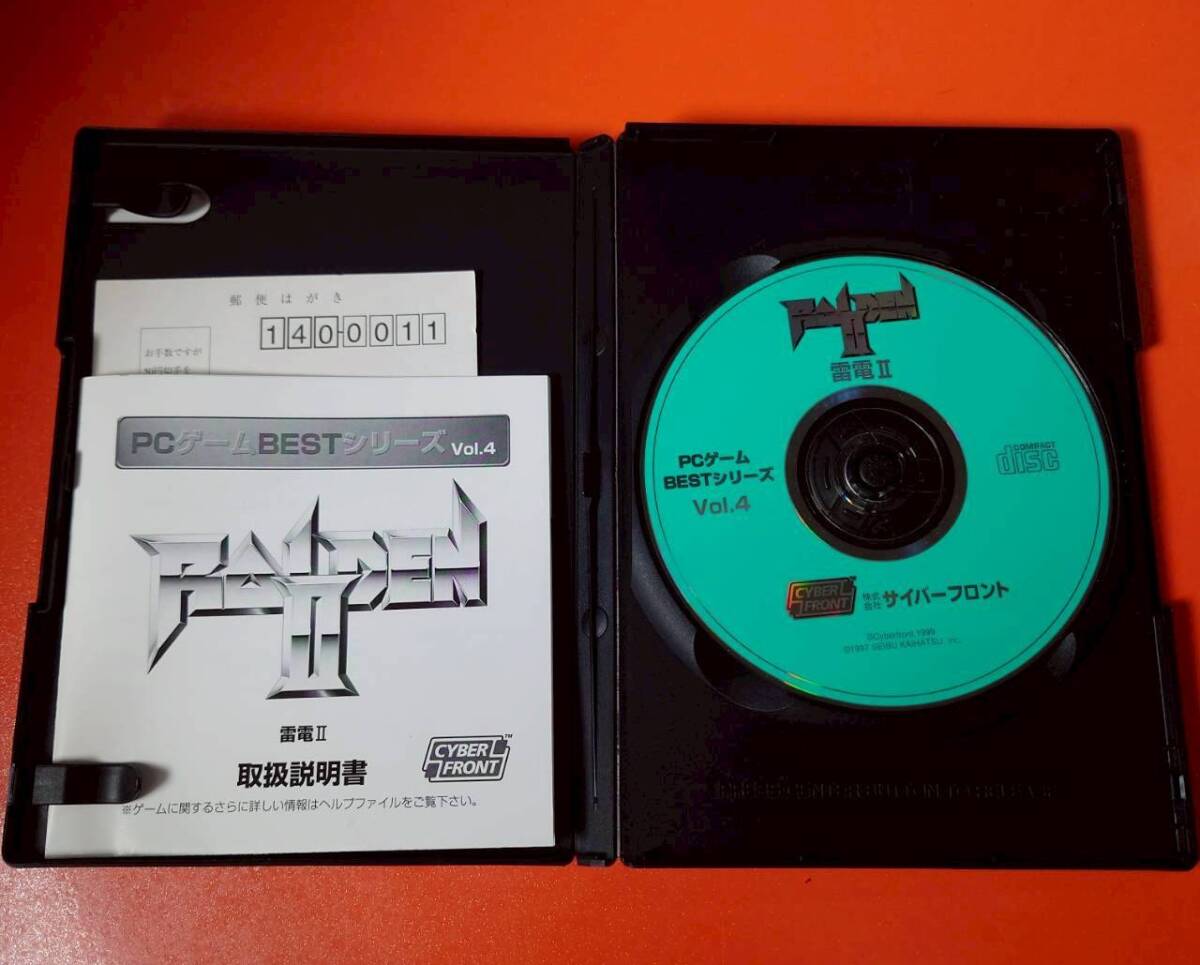 郵便はがき
140-0011
お手数ですが
PCゲームBESTシリーズ Vol.4
RAIDEN
II
雷電II
取扱説明書
CYBER
FRONT
TM
※ゲームに関するさらに詳しい情報はヘルプファイルをご覧下さい。
RAIDEN
II
雷電II
PCゲーム
BESTシリーズ
Vol.4
COMPACT
disc
CYBER
FRONT
株式会社 サイバーフロント
©Cyberfront 1999
©1997 SEIBU KAIHATSU, Inc.